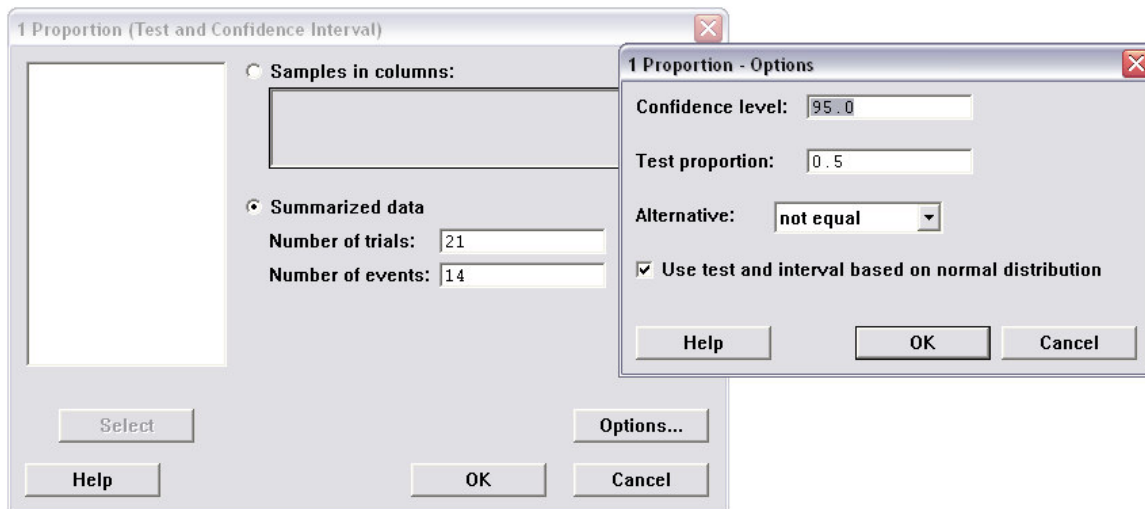 1 Proportion (Test and Confidence Interval)
Samples in columns:
Summarized data
Number of trials: 21
Number of events: 14
Select
Options...
Help
OK
Cancel
1 Proportion - Options
Confidence level: 95.0
Test proportion: 0.5
Alternative: not equal
Use test and interval based on normal distribution
Help
OK
Cancel